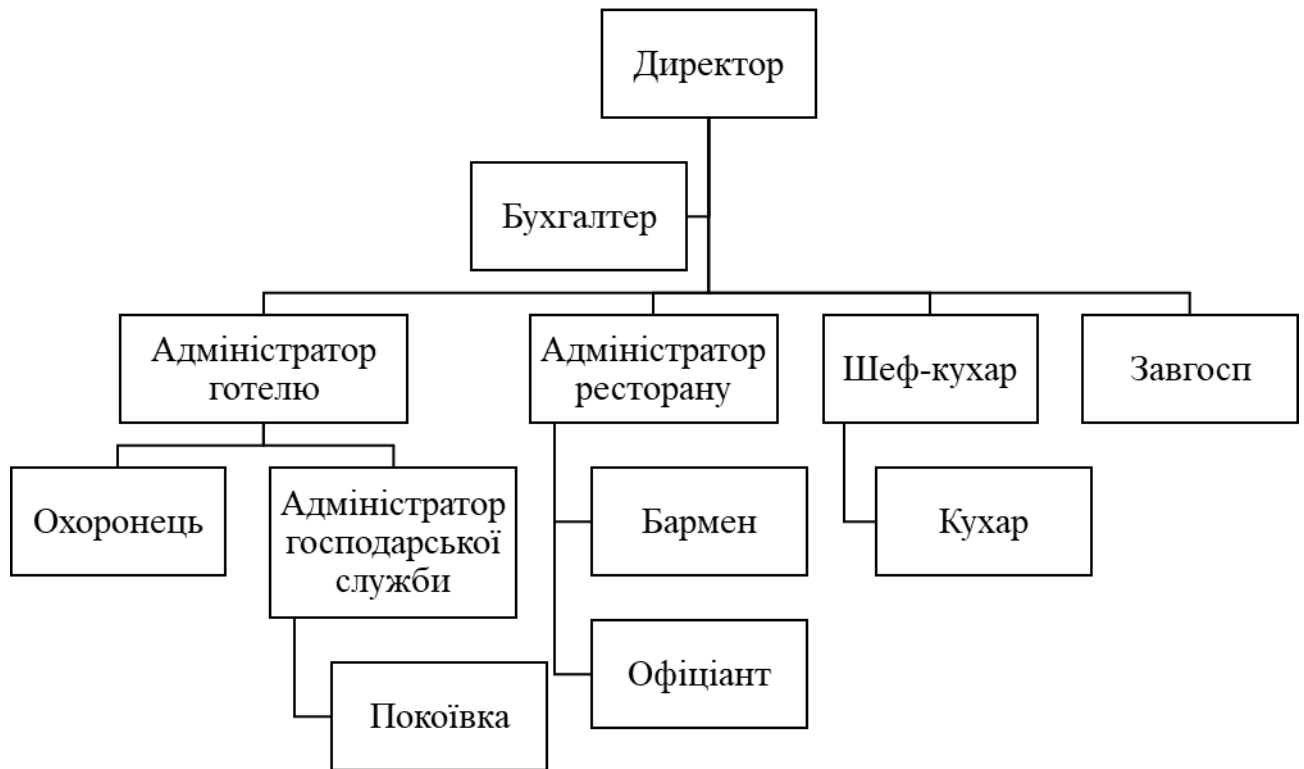 Директор
Бухгалтер
Адміністратор
готелю
Адміністратор
ресторану
Шеф-кухар
Завгосп
Охоронець
Адміністратор
господарської
служби
Бармен
Кухар
Офіціант
Покоївка